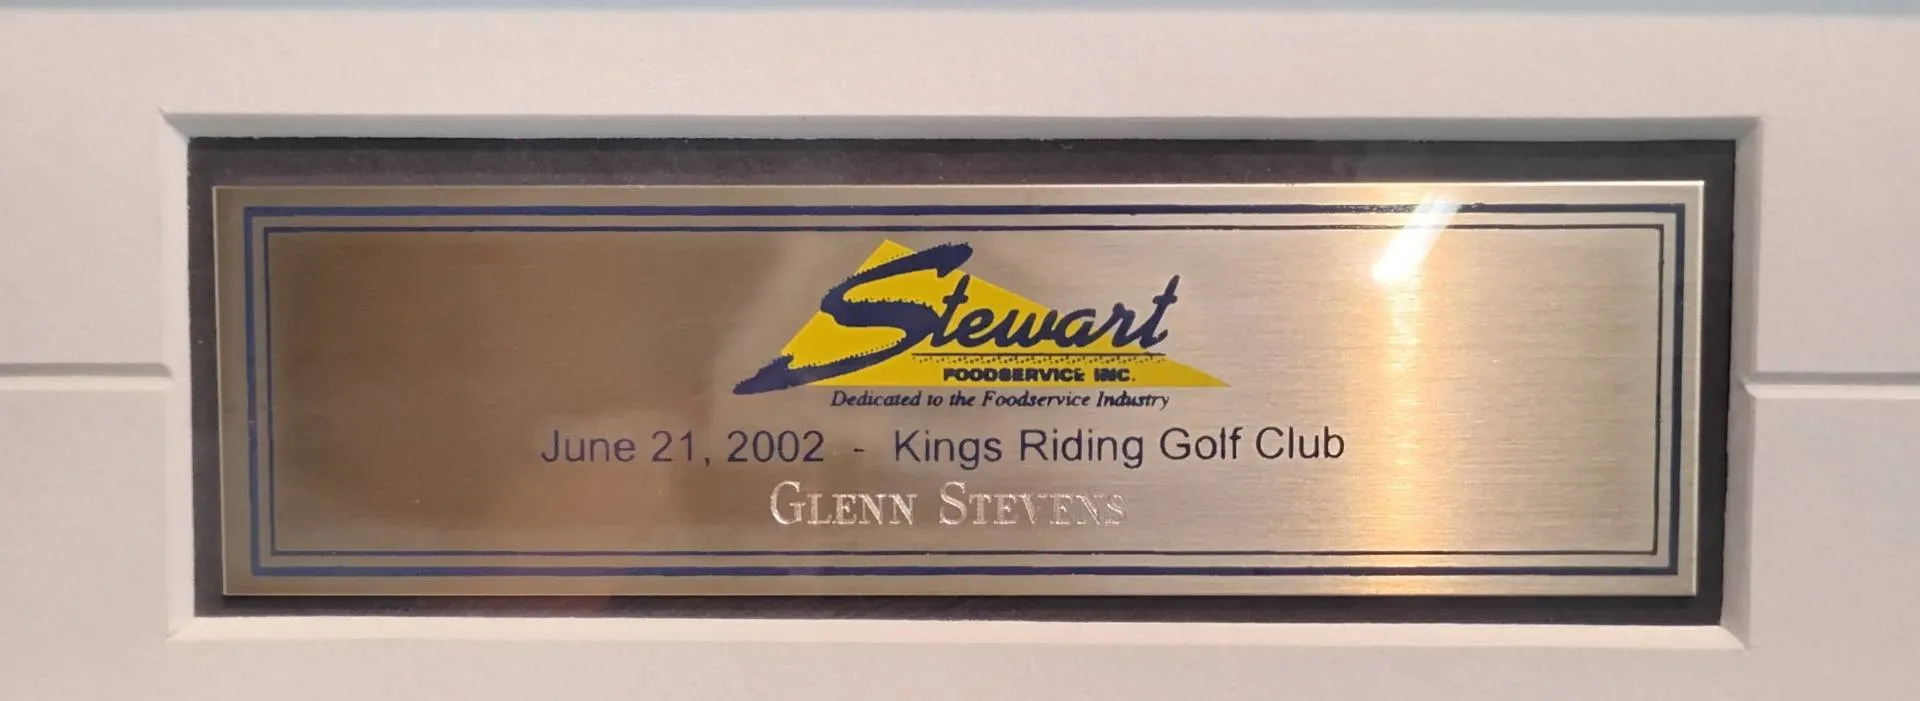 Stewart
FOODSERVICE INC.
Dedicated to the Foodservice Industry
June 21, 2002 - Kings Riding Golf Club
GLENN STEVENS